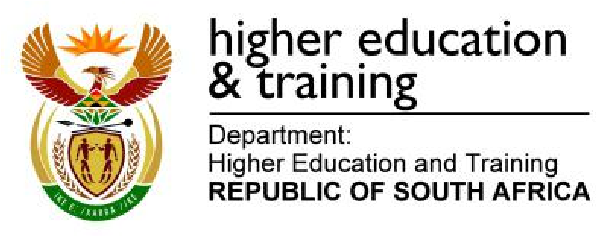 higher education
& training
Department:
Higher Education and Training
REPUBLIC OF SOUTH AFRICA